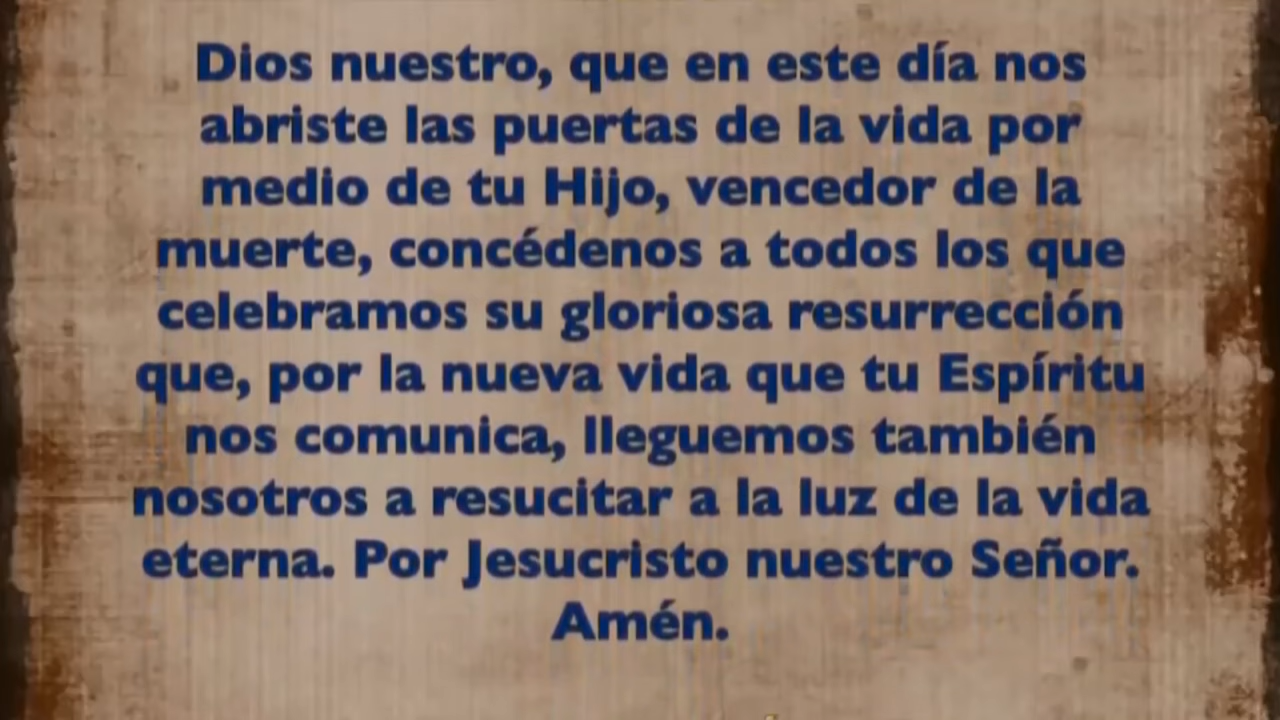 Dios nuestro, que en este día nos
abriste las puertas de la vida por
medio de tu Hijo, vencedor de la
muerte, concédenos a todos los que
celebramos su gloriosa resurrección
que, por la nueva vida que tu Espíritu
nos comunica, lleguemos también
nosotros a resucitar a la luz de la vida
eterna. Por Jesucristo nuestro Señor.
Amén.